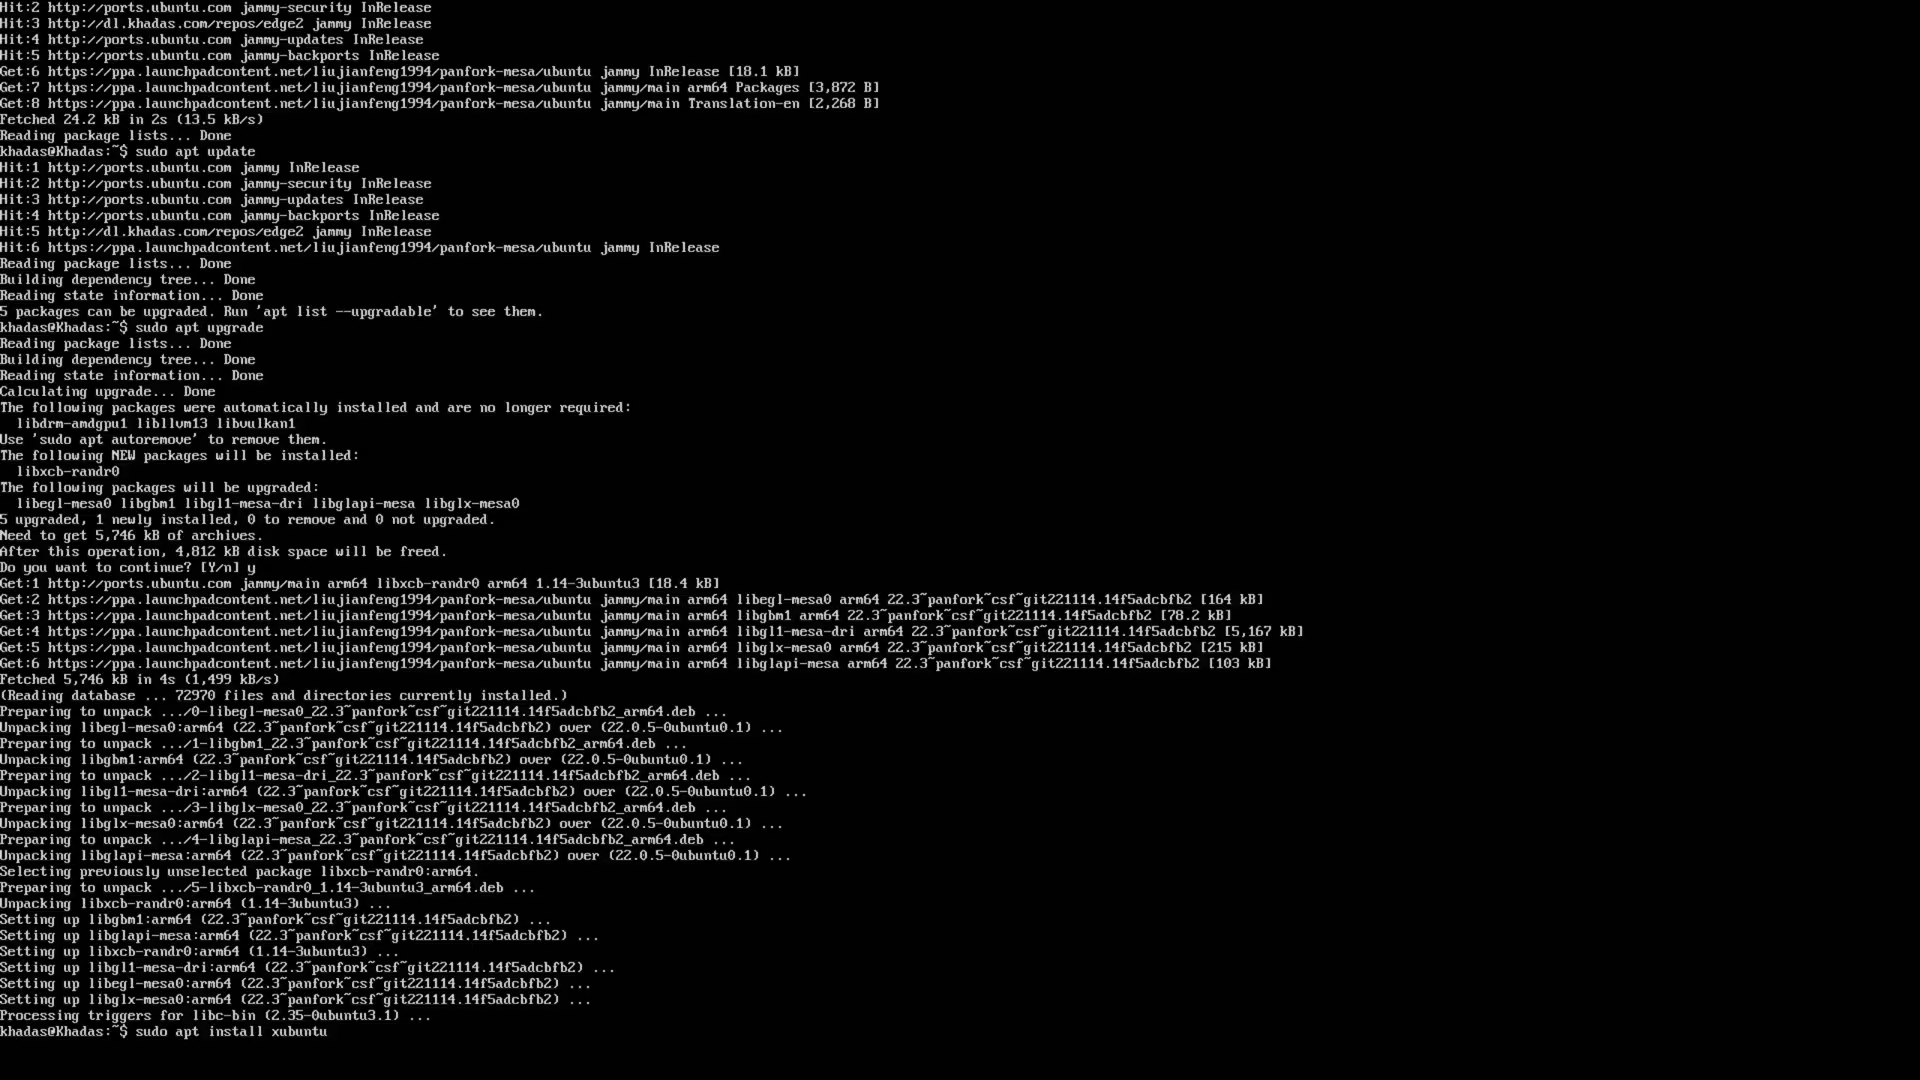 Hit:2 http://ports.ubuntu.com jammy-security InRelease
Hit:3 http://dl.khadas.com/repos/edge2 jammy InRelease
Hit:4 http://ports.ubuntu.com jammy-updates InRelease
Hit:5 http://ports.ubuntu.com jammy-backports InRelease
Get:6 https://ppa.launchpadcontent.net/liujianfeng1994/panfork-mesa/ubuntu jammy InRelease [18.1 kB]
Get:7 https://ppa.launchpadcontent.net/liujianfeng1994/panfork-mesa/ubuntu jammy/main arm64 Packages [3,872 B]
Get:8 https://ppa.launchpadcontent.net/liujianfeng1994/panfork-mesa/ubuntu jammy/main Translation-en [2,268 B]
Fetched 24.2 kB in 2s (13.5 kB/s)
Reading package lists... Done
khadas@Khadas:~$ sudo apt update
Hit:1 http://ports.ubuntu.com jammy InRelease
Hit:2 http://ports.ubuntu.com jammy-security InRelease
Hit:3 http://ports.ubuntu.com jammy-updates InRelease
Hit:4 http://ports.ubuntu.com jammy-backports InRelease
Hit:5 http://dl.khadas.com/repos/edge2 jammy InRelease
Hit:6 https://ppa.launchpadcontent.net/liujianfeng1994/panfork-mesa/ubuntu jammy InRelease
Reading package lists... Done
Building dependency tree... Done
Reading state information... Done
5 packages can be upgraded. Run 'apt list --upgradable' to see them.
khadas@Khadas:~$ sudo apt upgrade
Reading package lists... Done
Building dependency tree... Done
Reading state information... Done
Calculating upgrade... Done
The following packages were automatically installed and are no longer required:
  libdrm-amdgpu1 libllvm13 libvulkan1
Use 'sudo apt autoremove' to remove them.
The following NEW packages will be installed:
  libxcb-randr0
The following packages will be upgraded:
  libegl-mesa0 libgbm1 libgl1-mesa-dri libglapi-mesa libglx-mesa0
5 upgraded, 1 newly installed, 0 to remove and 0 not upgraded.
Need to get 5,746 kB of archives.
After this operation, 4,812 kB disk space will be freed.
Do you want to continue? [Y/n] y
Get:1 http://ports.ubuntu.com jammy/main arm64 libxcb-randr0 arm64 1.14-3ubuntu3 [18.4 kB]
Get:2 https://ppa.launchpadcontent.net/liujianfeng1994/panfork-mesa/ubuntu jammy/main arm64 libegl-mesa0 arm64 22.3~panfork~csf~git221114.14f5adcbfb2 [164 kB]
Get:3 https://ppa.launchpadcontent.net/liujianfeng1994/panfork-mesa/ubuntu jammy/main arm64 libgbm1 arm64 22.3~panfork~csf~git221114.14f5adcbfb2 [78.2 kB]
Get:4 https://ppa.launchpadcontent.net/liujianfeng1994/panfork-mesa/ubuntu jammy/main arm64 libgl1-mesa-dri arm64 22.3~panfork~csf~git221114.14f5adcbfb2 [5,167 kB]
Get:5 https://ppa.launchpadcontent.net/liujianfeng1994/panfork-mesa/ubuntu jammy/main arm64 libglx-mesa0 arm64 22.3~panfork~csf~git221114.14f5adcbfb2 [215 kB]
Get:6 https://ppa.launchpadcontent.net/liujianfeng1994/panfork-mesa/ubuntu jammy/main arm64 libglapi-mesa arm64 22.3~panfork~csf~git221114.14f5adcbfb2 [103 kB]
Fetched 5,746 kB in 4s (1,499 kB/s)
(Reading database ... 72970 files and directories currently installed.)
Preparing to unpack .../0-libegl-mesa0_22.3~panfork~csf~git221114.14f5adcbfb2_arm64.deb ...
Unpacking libegl-mesa0:arm64 (22.3~panfork~csf~git221114.14f5adcbfb2) over (22.0.5-0ubuntu0.1) ...
Preparing to unpack .../1-libgbm1_22.3~panfork~csf~git221114.14f5adcbfb2_arm64.deb ...
Unpacking libgbm1:arm64 (22.3~panfork~csf~git221114.14f5adcbfb2) over (22.0.5-0ubuntu0.1) ...
Preparing to unpack .../2-libgl1-mesa-dri_22.3~panfork~csf~git221114.14f5adcbfb2_arm64.deb ...
Unpacking libgl1-mesa-dri:arm64 (22.3~panfork~csf~git221114.14f5adcbfb2) over (22.0.5-0ubuntu0.1) ...
Preparing to unpack .../3-libglx-mesa0_22.3~panfork~csf~git221114.14f5adcbfb2_arm64.deb ...
Unpacking libglx-mesa0:arm64 (22.3~panfork~csf~git221114.14f5adcbfb2) over (22.0.5-0ubuntu0.1) ...
Preparing to unpack .../4-libglapi-mesa_22.3~panfork~csf~git221114.14f5adcbfb2_arm64.deb ...
Unpacking libglapi-mesa:arm64 (22.3~panfork~csf~git221114.14f5adcbfb2) over (22.0.5-0ubuntu0.1) ...
Selecting previously unselected package libxcb-randr0:arm64.
Preparing to unpack .../5-libxcb-randr0_1.14-3ubuntu3_arm64.deb ...
Unpacking libxcb-randr0:arm64 (1.14-3ubuntu3) ...
Setting up libgbm1:arm64 (22.3~panfork~csf~git221114.14f5adcbfb2) ...
Setting up libglapi-mesa:arm64 (22.3~panfork~csf~git221114.14f5adcbfb2) ...
Setting up libxcb-randr0:arm64 (1.14-3ubuntu3) ...
Setting up libgl1-mesa-dri:arm64 (22.3~panfork~csf~git221114.14f5adcbfb2) ...
Setting up libegl-mesa0:arm64 (22.3~panfork~csf~git221114.14f5adcbfb2) ...
Setting up libglx-mesa0:arm64 (22.3~panfork~csf~git221114.14f5adcbfb2) ...
Processing triggers for libc-bin (2.35-0ubuntu3.1) ...
khadas@Khadas:~$ sudo apt install xubuntu